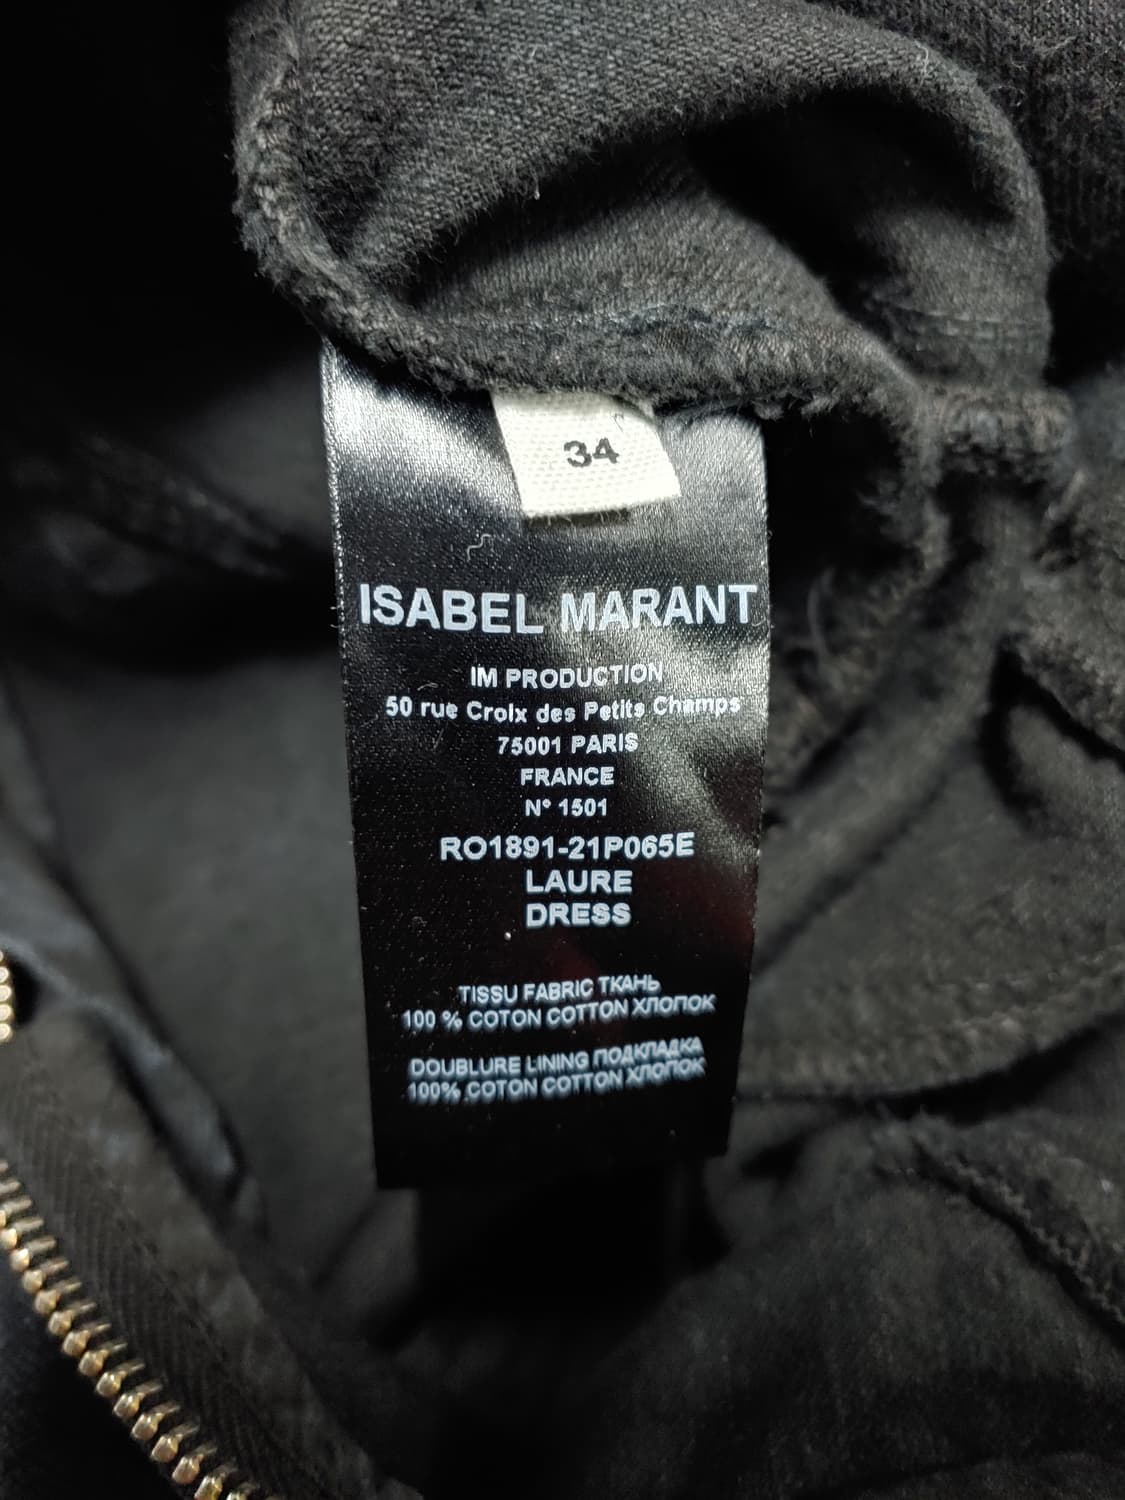 34
ISABEL MARANT
IM PRODUCTION
50 rue Croix des Petits Champs
75001 PARIS
FRANCE
N° 1501
RO1891-21P065E
LAURE
DRESS
TISSU FABRIC ТКАНЬ
100 % COTON COTTON ХЛОПОК
DOUBLURE LINING ПОДКЛАДКА
100% COTON COTTON ХЛОПОК